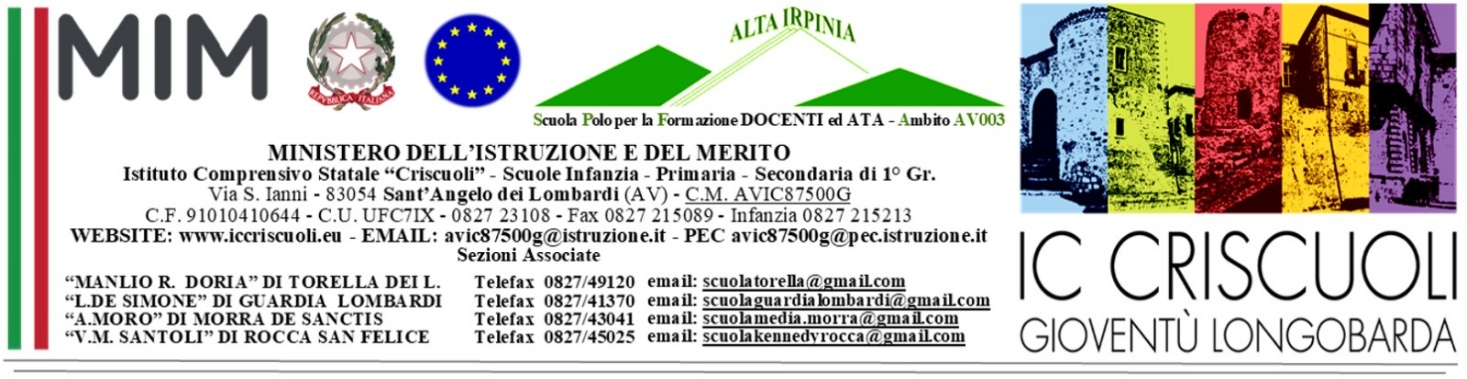 MIM
REPVBBLICA ITALIANA
ALTA IRPINIA
Scuola Polo per la Formazione DOCENTI ed ATA - Ambito AV003
MINISTERO DELL'ISTRUZIONE E DEL MERITO
Istituto Comprensivo Statale “Criscuoli” - Scuole Infanzia - Primaria - Secondaria di 1° Gr.
Via S. Ianni - 83054 Sant'Angelo dei Lombardi (AV) - C.M. AVIC87500G
C.F. 91010410644 - C.U. UFC7IX - 0827 23108 - Fax 0827 215089 - Infanzia 0827 215213
WEBSITE: www.iccriscuoli.eu - EMAIL: avic87500g@istruzione.it - PEC avic87500g@pec.istruzione.it
Sezioni Associate
“MANLIO R. DORIA” DI TORELLA DEI L. Telefax 0827/49120 email: scuolatorella@gmail.com
“L.DE SIMONE” DI GUARDIA LOMBARDI Telefax 0827/41370 email: scuolaguardialombardi@gmail.com
“A.MORO” DI MORRA DE SANCTIS Telefax 0827/43041 email: scuolamedia.morra@gmail.com
“V.M. SANTOLI” DI ROCCA SAN FELICE Telefax 0827/45025 email: scuolakennedyrocca@gmail.com
IC CRISCUOLI
GIOVENTÙ LONGOBARDA